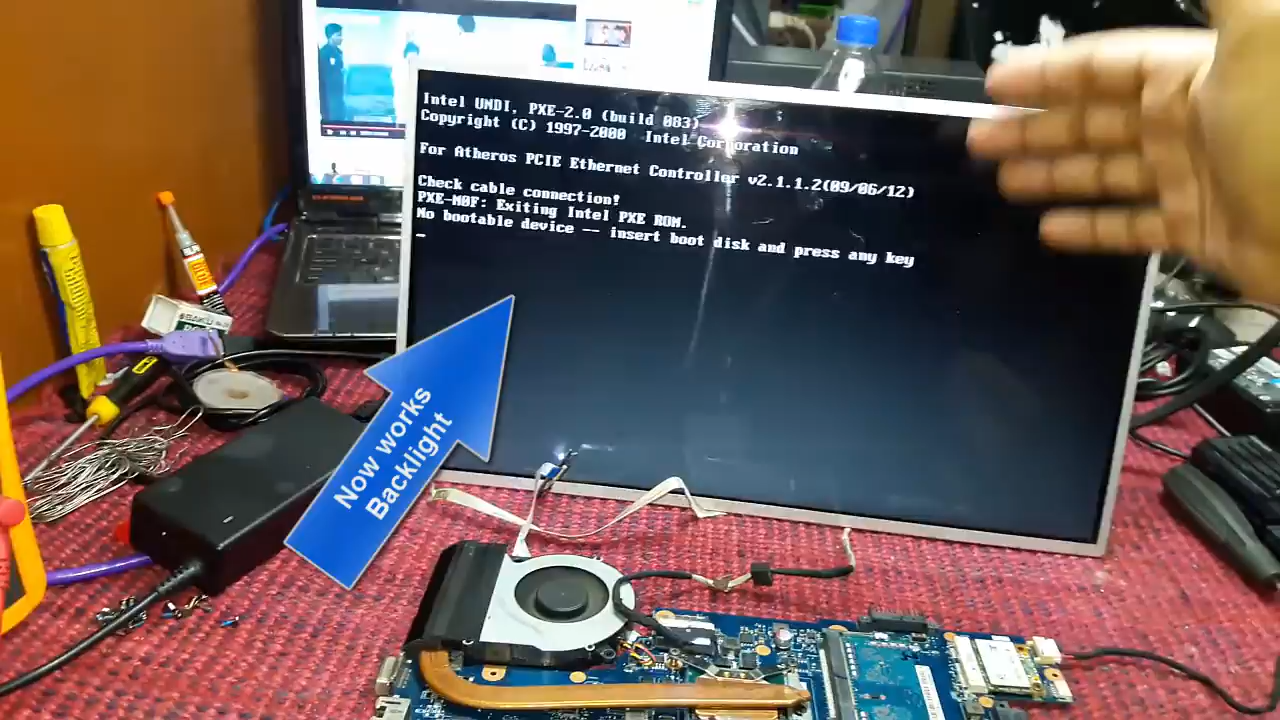 Intel UNDI, PXE-2.0 (build 083)
Copyright (C) 1997-2000 Intel Corporation
For Atheros PCIE Ethernet Controller v2.1.1.2(09/06/12)
Check cable connection!
PXE-M0F: Exiting Intel PXE ROM.
No bootable device -- insert boot disk and press any key
Now works
Backlight
BAKU